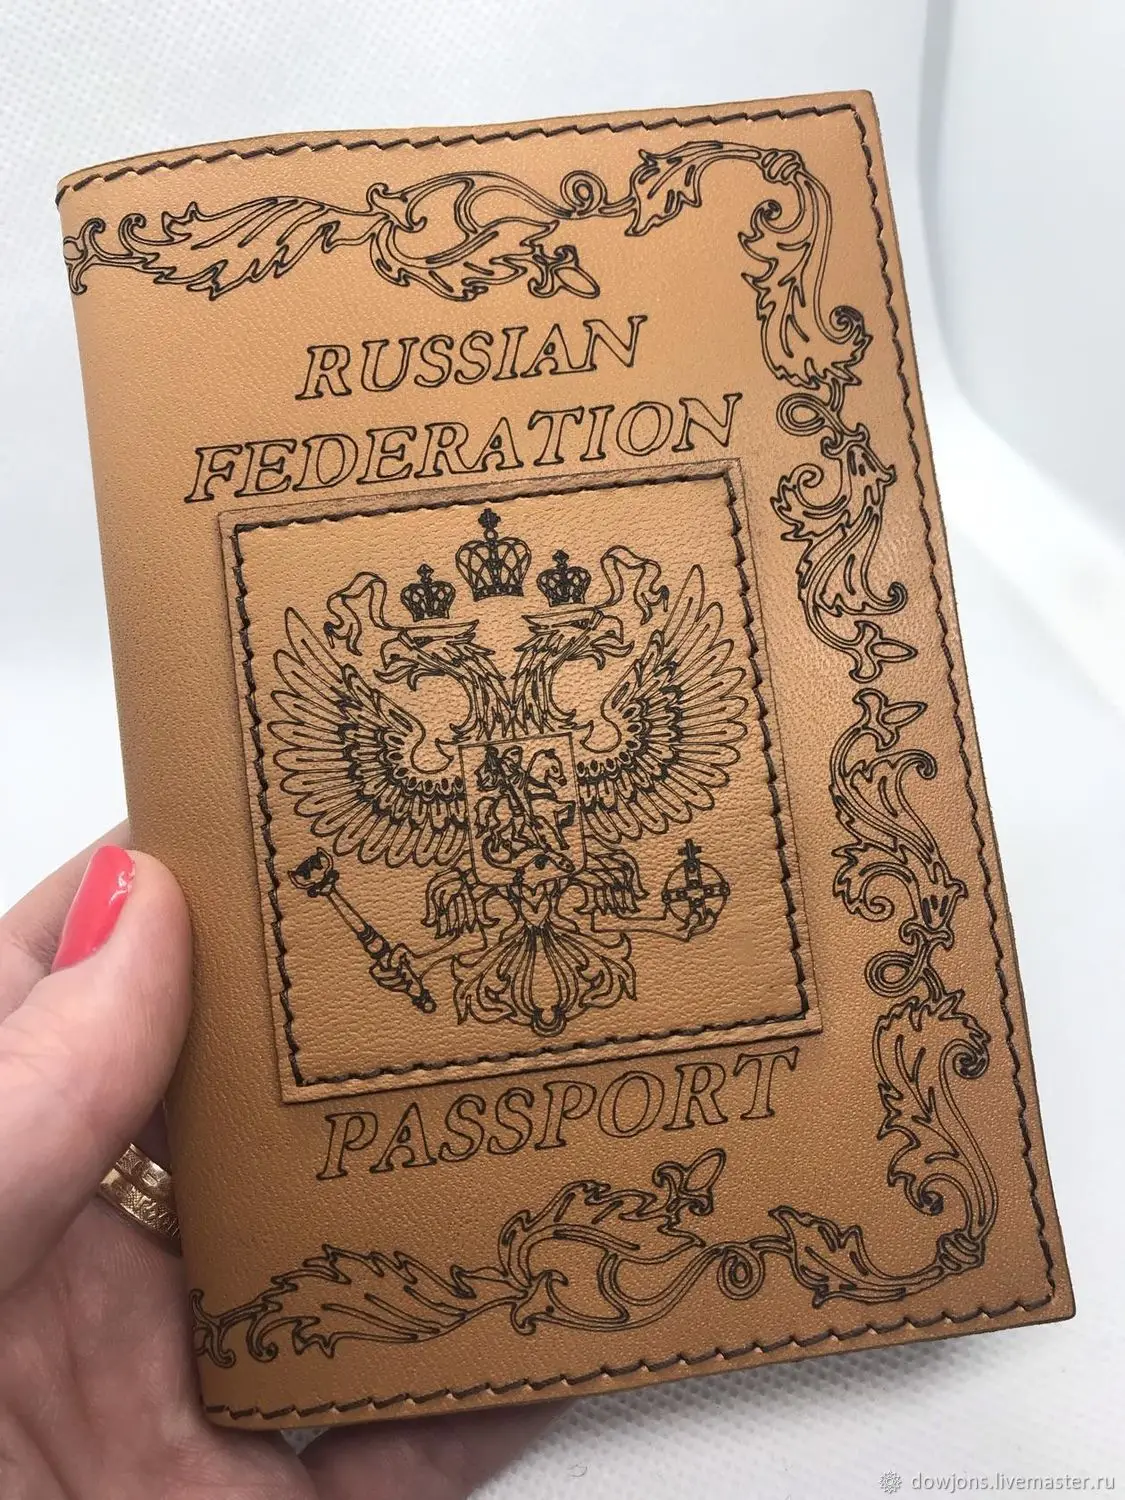 RUSSIAN
FEDERATION
PASSPORT
dowjons.livemaster.ru